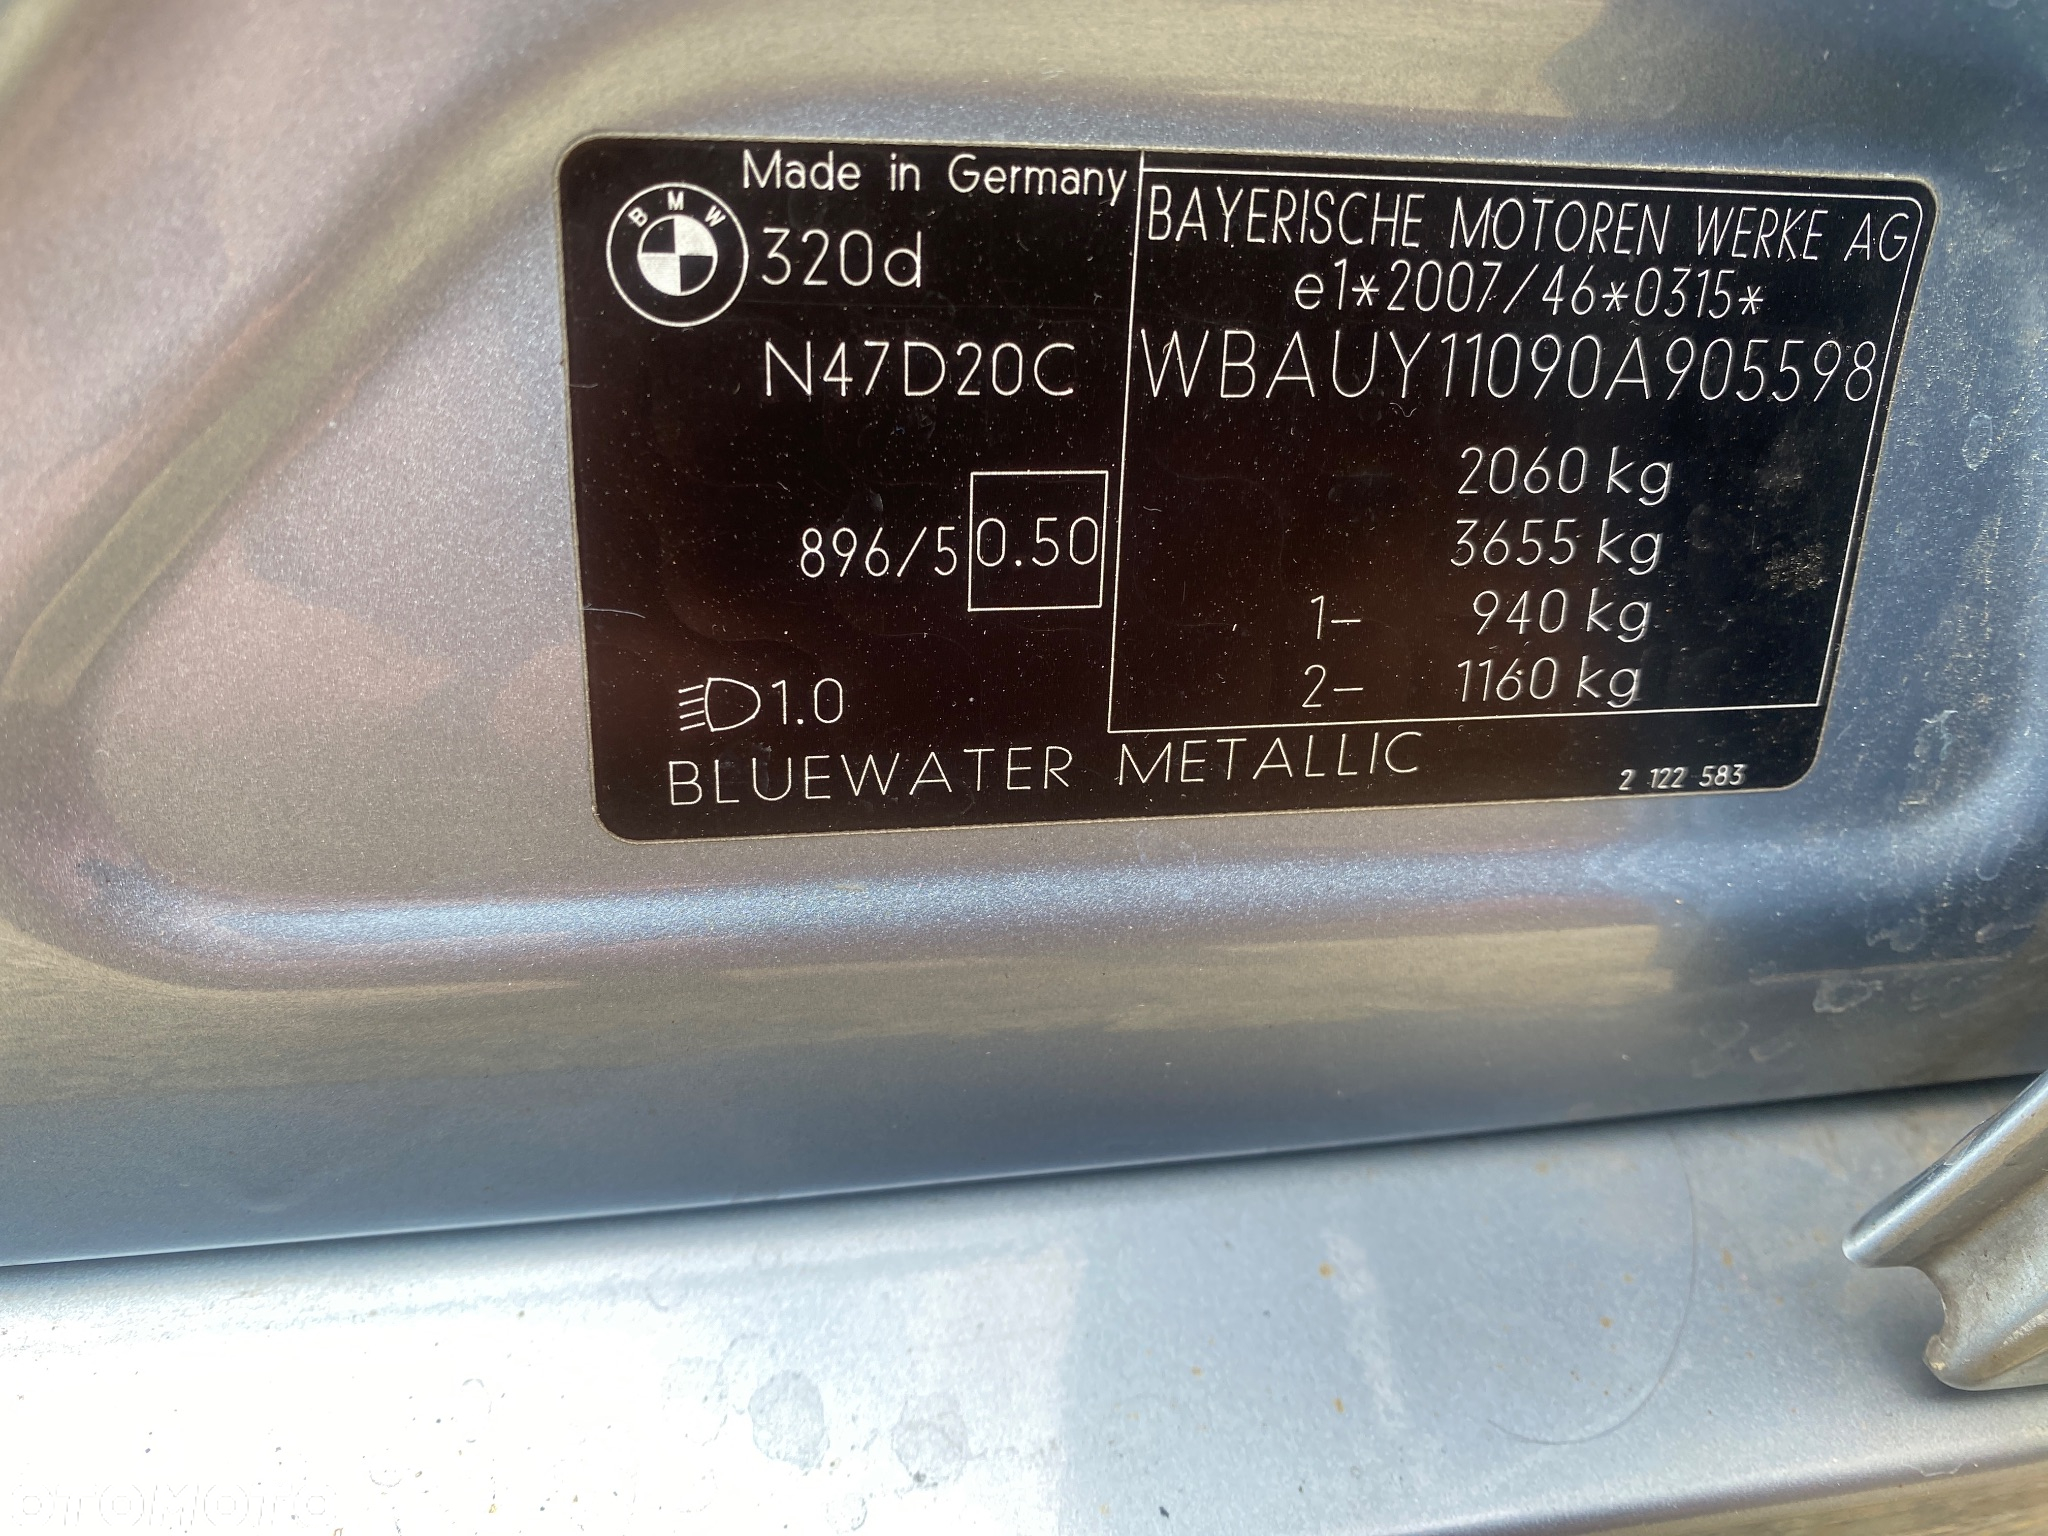 Made in Germany
BMW
320d
N47D20C
896/5 0.50
1.0
BAYERISCHE MOTOREN WERKE AG
e1*2007/46*0315*
WBAUY11090A905598
2060 kg
3655 kg
1- 940 kg
2- 1160 kg
BLUEWATER METALLIC
2 122 583
otomoto